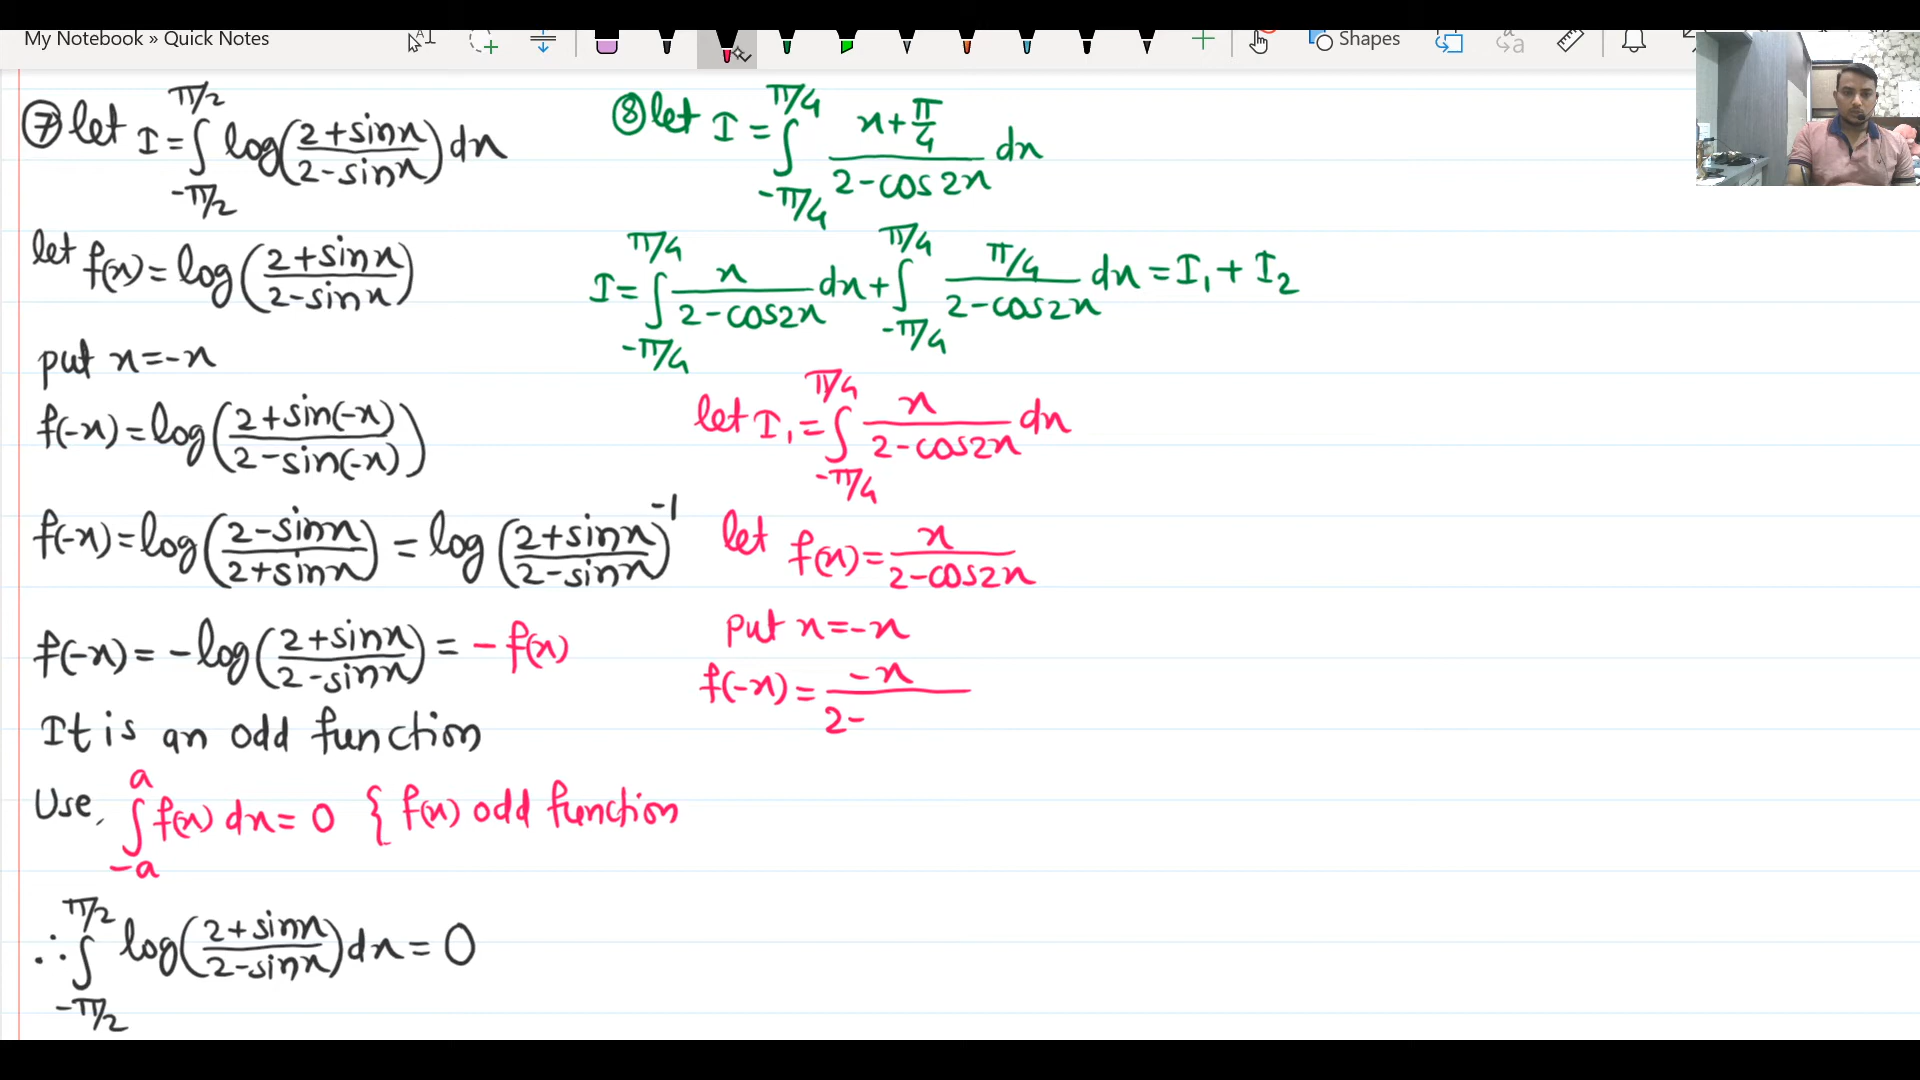 My Notebook » Quick Notes
Shapes
⑦ let I = ∫_{-π/2}^{π/2} log((2+sinx)/(2-sinx)) dx
let f(x) = log((2+sinx)/(2-sinx))
put x=-x
f(-x) = log((2+sin(-x))/(2-sin(-x)))
f(-x) = log((2-sinx)/(2+sinx)) = log((2+sinx)/(2-sinx))^{-1}
f(-x) = -log((2+sinx)/(2-sinx)) = -f(x)
It is an odd function
Use, ∫_{-a}^{a} f(x) dx = 0 { f(x) odd function
∴ ∫_{-π/2}^{π/2} log((2+sinx)/(2-sinx)) dx = 0
⑧ let I = ∫_{-π/4}^{π/4} (x+π/4)/(2-cos2x) dx
I = ∫_{-π/4}^{π/4} x/(2-cos2x) dx + ∫_{-π/4}^{π/4} (π/4)/(2-cos2x) dx = I₁ + I₂
let I₁ = ∫_{-π/4}^{π/4} x/(2-cos2x) dx
let f(x) = x/(2-cos2x)
put x=-x
f(-x) = -x/(2-